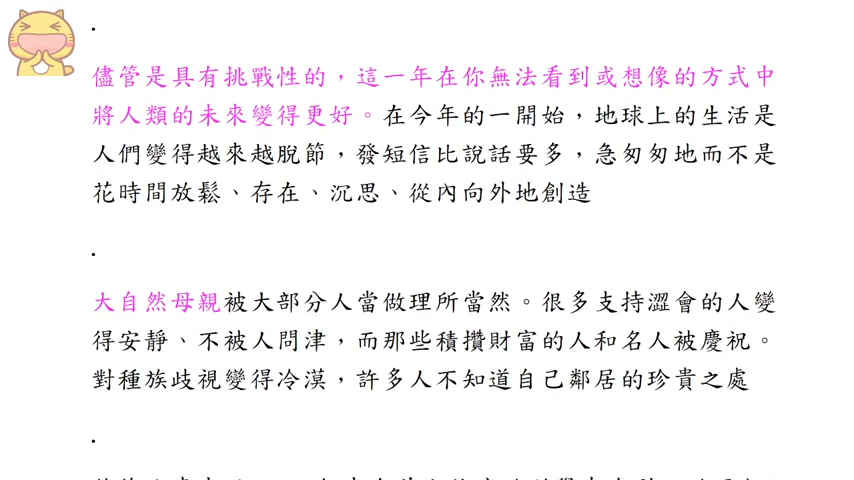 .
儘管是具有挑戰性的，這一年在你無法看到或想像的方式中
將人類的未來變得更好。在今年的一開始，地球上的生活是
人們變得越來越脫節，發短信比說話要多，急匆匆地而不是
花時間放鬆、存在、沉思、從內向外地創造
.
大自然母親被大部分人當做理所當然。很多支持澀會的人變
得安靜、不被人問津，而那些積攢財富的人和名人被慶祝。
對種族歧視變得冷漠，許多人不知道自己鄰居的珍貴之處
.